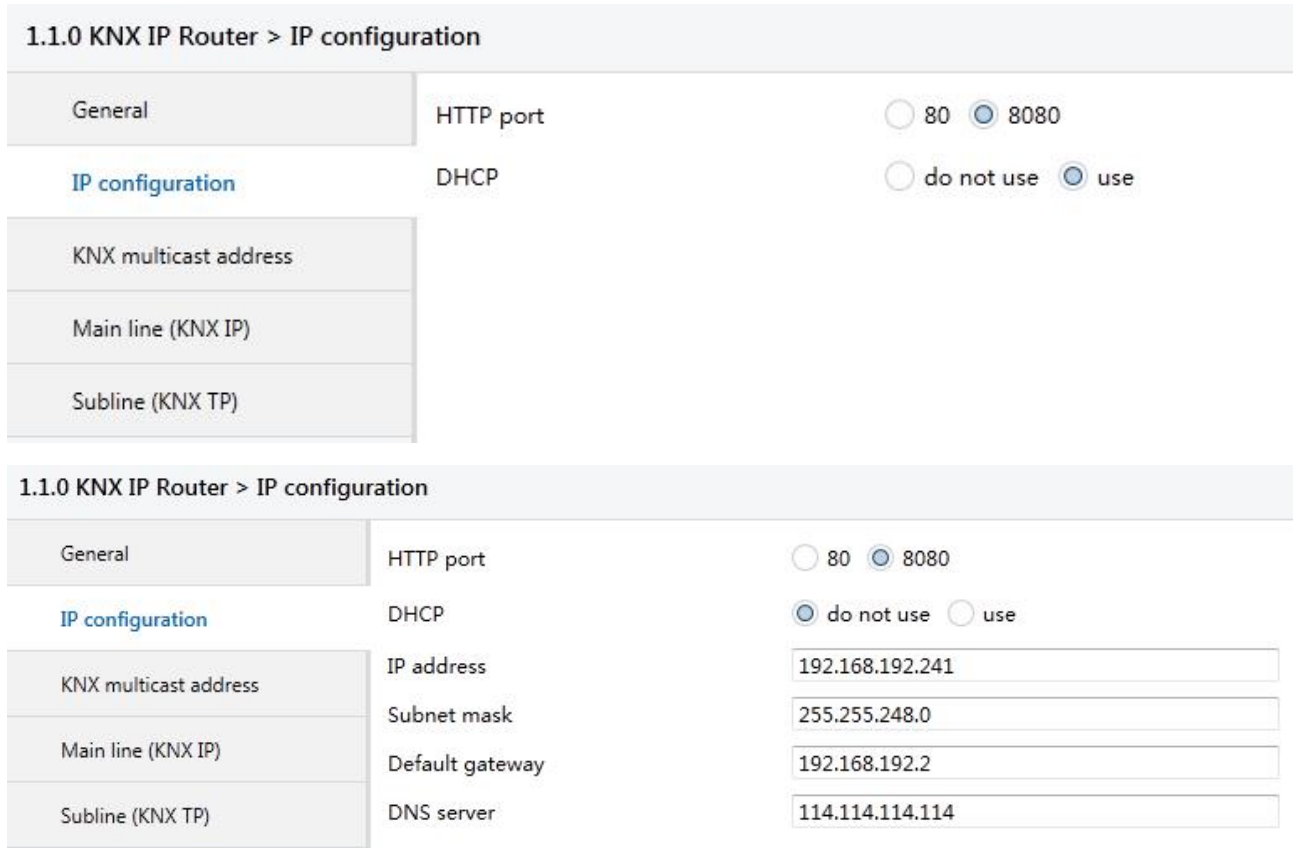 1.1.0 KNX IP Router > IP configuration
General
HTTP port 80 8080
IP configuration
DHCP do not use use
KNX multicast address
Main line (KNX IP)
Subline (KNX TP)
1.1.0 KNX IP Router > IP configuration
General
HTTP port 80 8080
IP configuration
DHCP do not use use
IP address 192.168.192.241
KNX multicast address
Subnet mask 255.255.248.0
Main line (KNX IP)
Default gateway 192.168.192.2
Subline (KNX TP)
DNS server 114.114.114.114